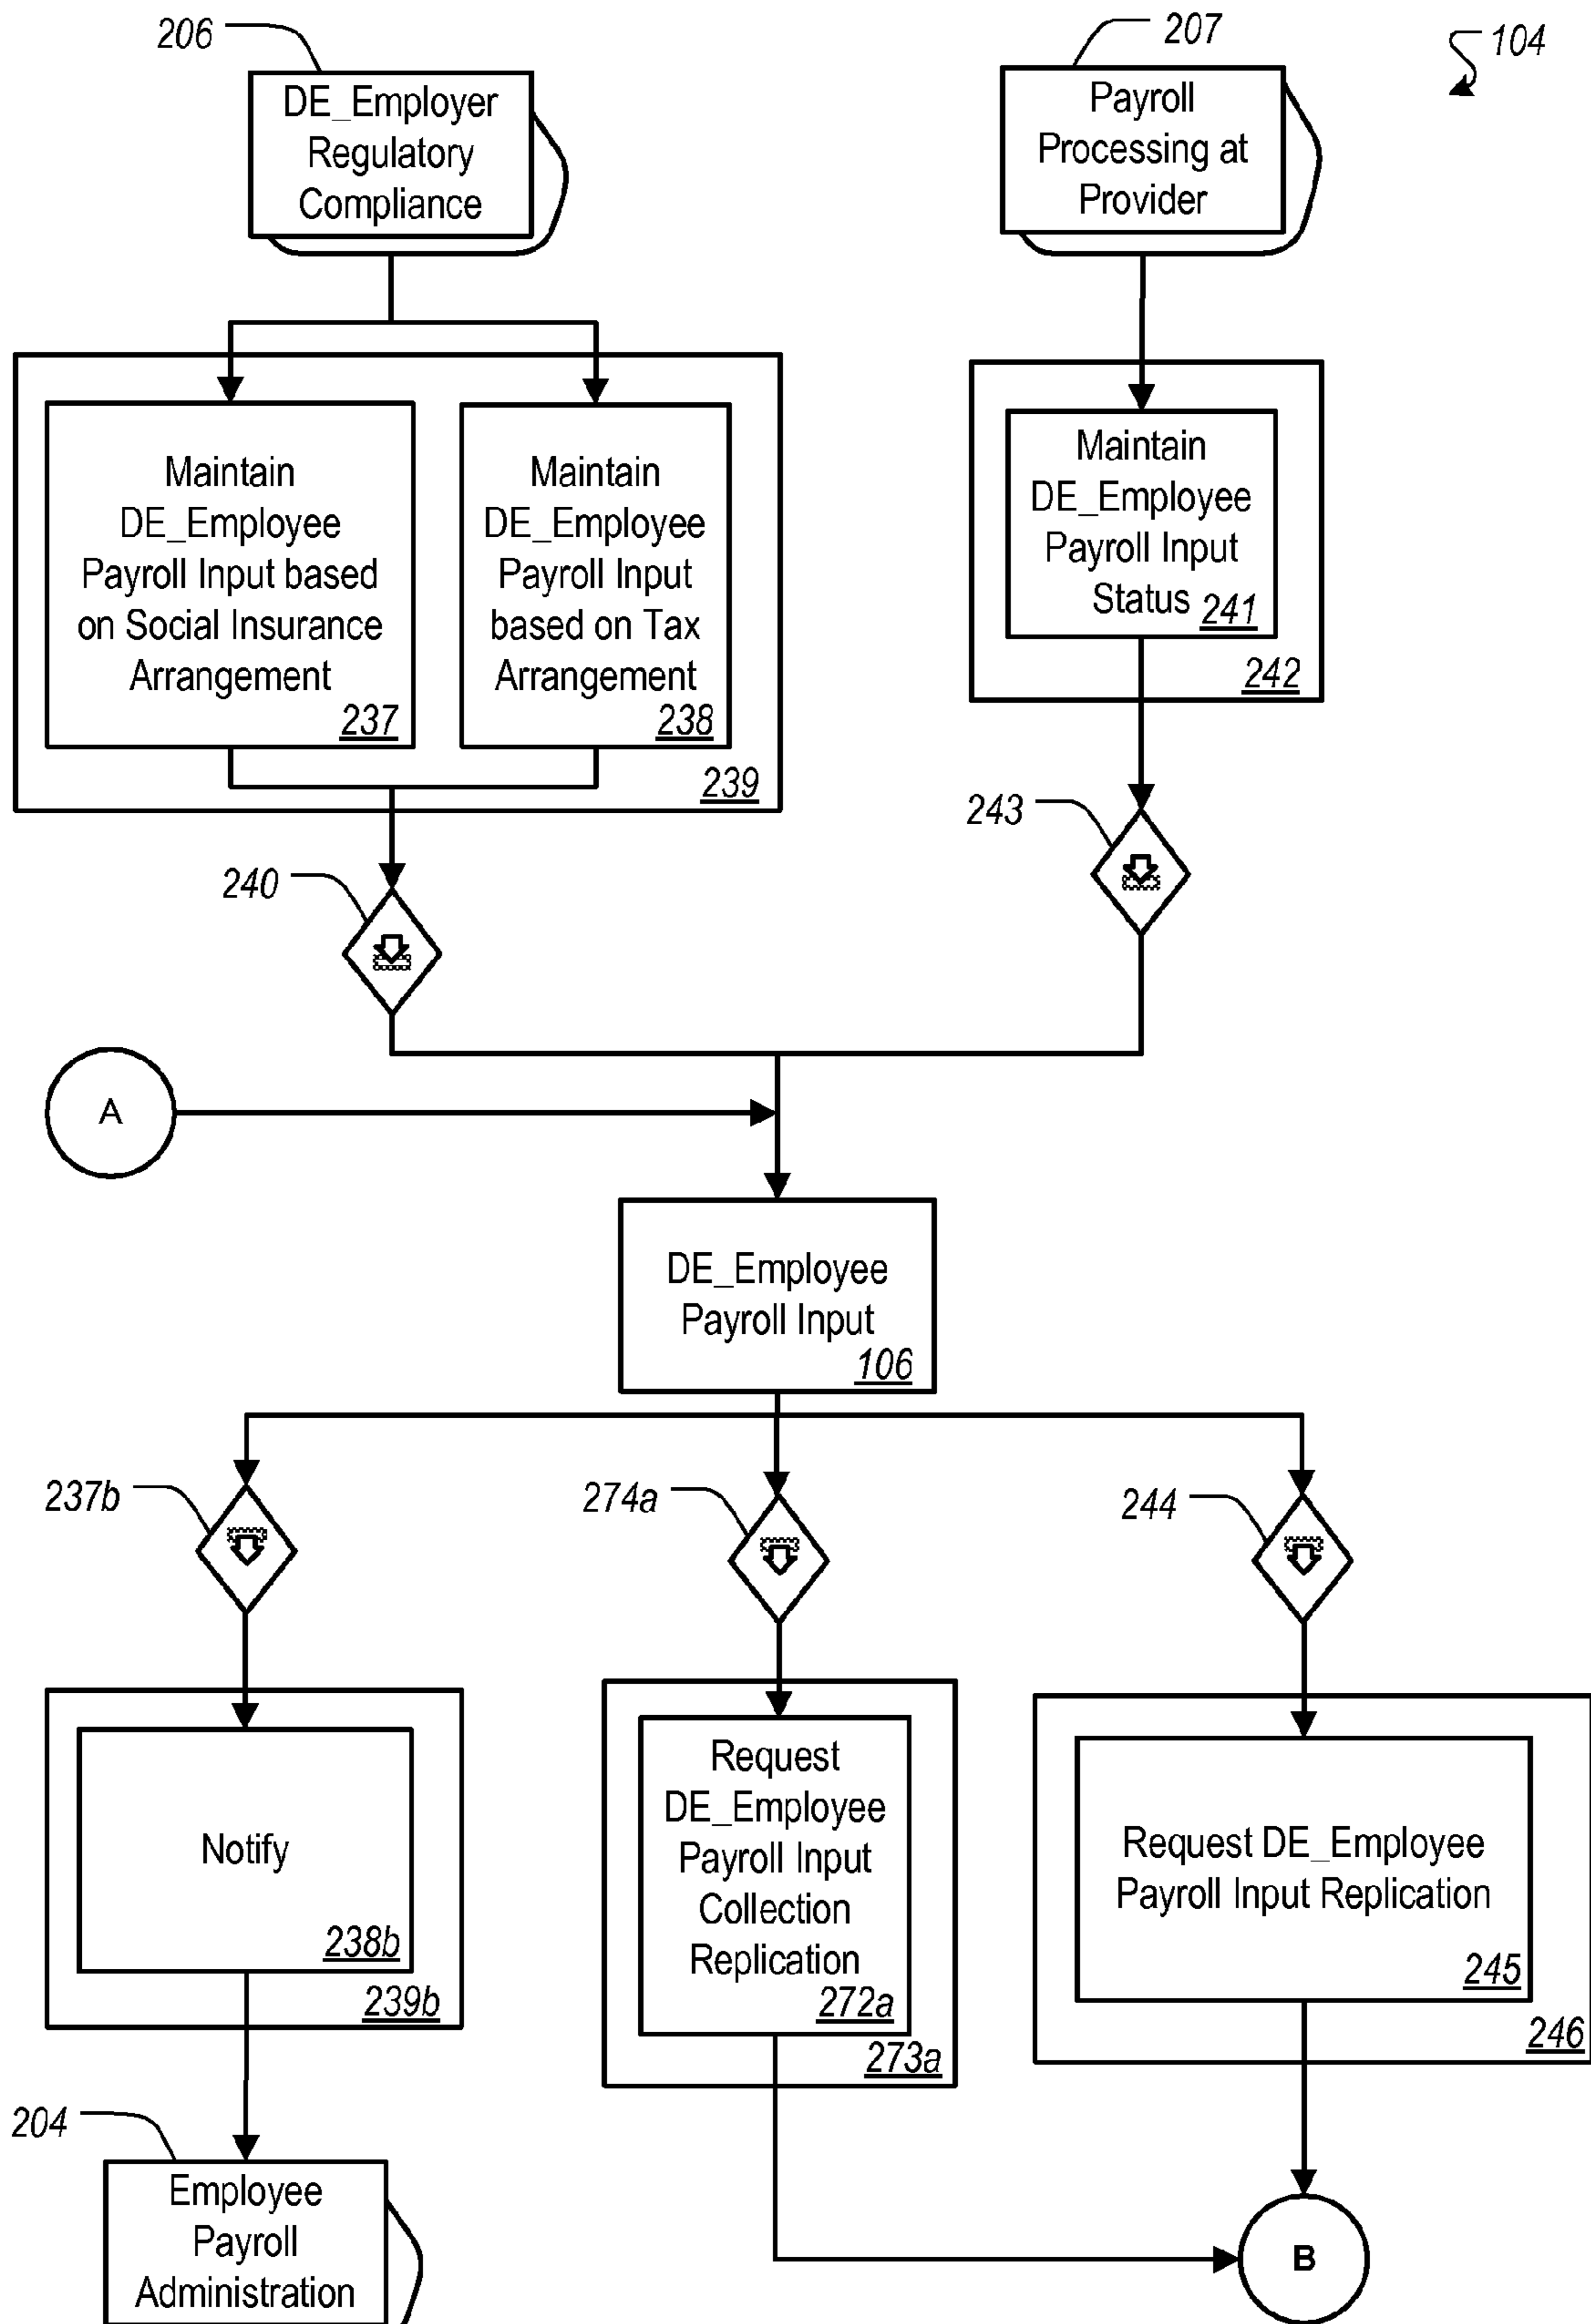 206
DE_Employer
Regulatory
Compliance
207
Payroll
Processing at
Provider
104
Maintain
DE_Employee
Payroll Input based
on Social Insurance
Arrangement
237
Maintain
DE_Employee
Payroll Input
based on Tax
Arrangement
238
239
Maintain
DE_Employee
Payroll Input
Status 241
242
240
243
A
DE_Employee
Payroll Input
106
237b
274a
244
Notify
238b
239b
Request
DE_Employee
Payroll Input
Collection
Replication
272a
273a
Request DE_Employee
Payroll Input Replication
245
246
204
Employee
Payroll
Administration
B